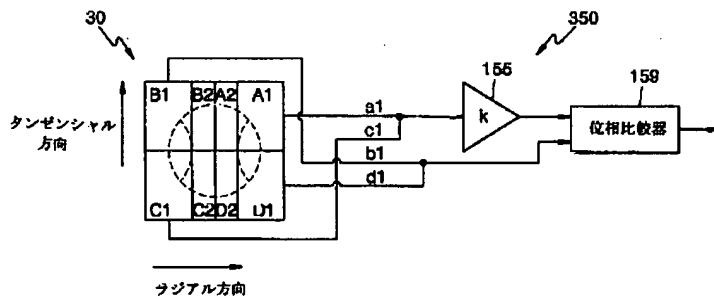 30
350
155
159
B1 B2 A2 A1
a1
c1
b1
d1
k
位相比較器
タンゼンシャル
方向
C1 C2 D2 D1
ラジアル方向